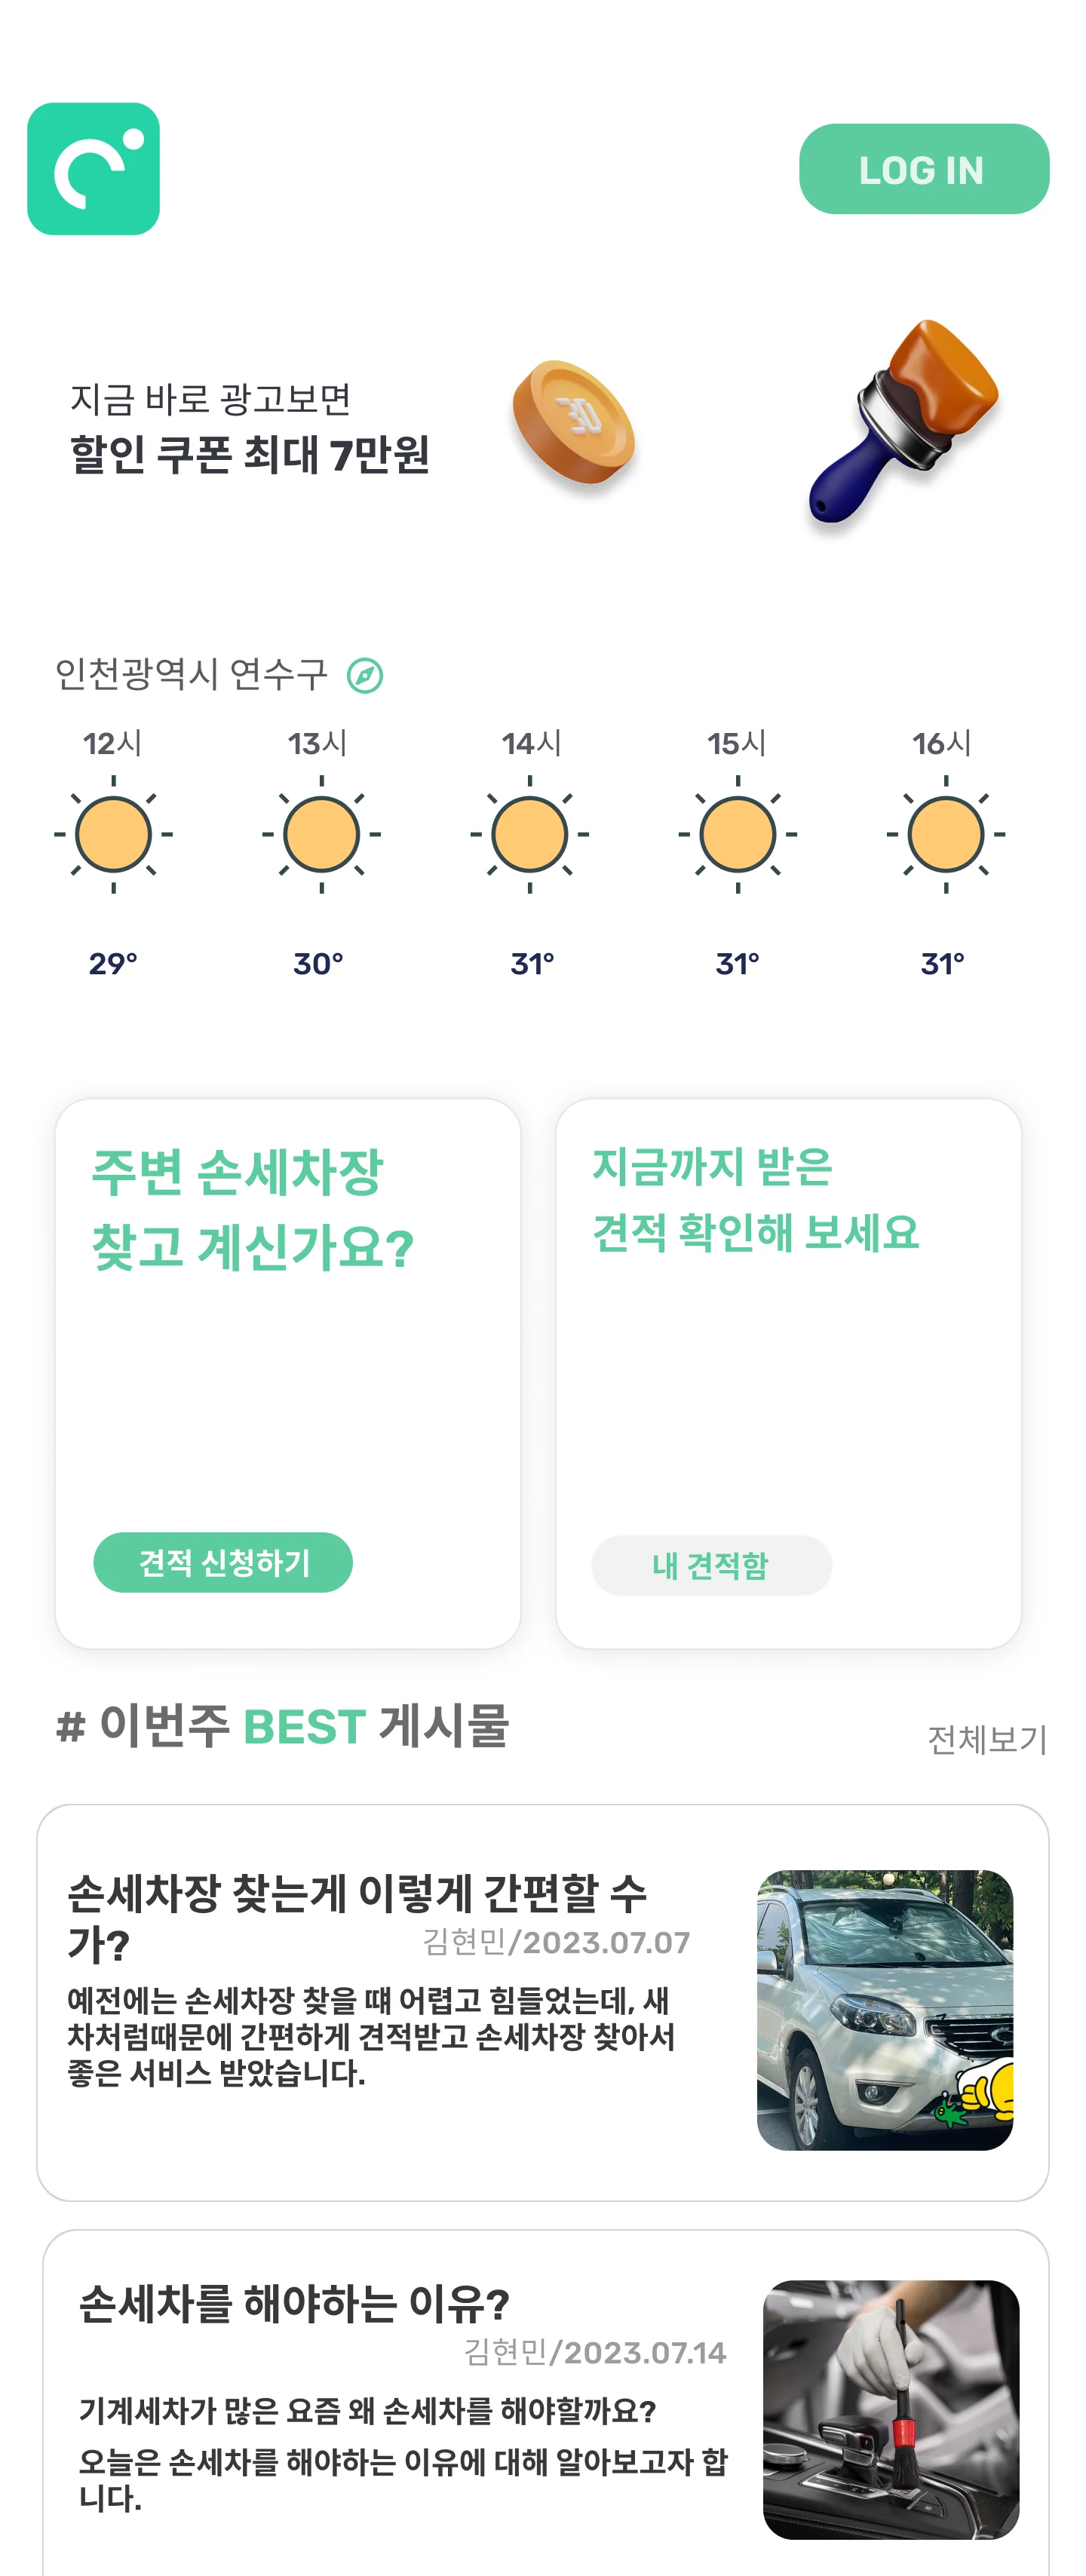 LOG IN
지금 바로 광고보면
할인 쿠폰 최대 7만원
인천광역시 연수구
12시 13시 14시 15시 16시
29° 30° 31° 31° 31°
주변 손세차장
찾고 계신가요?
견적 신청하기
지금까지 받은
견적 확인해 보세요
내 견적함
# 이번주 BEST 게시물
전체보기
손세차장 찾는게 이렇게 간편할 수
가?
김현민/2023.07.07
예전에는 손세차장 찾을 떄 어렵고 힘들었는데, 새
차처럼때문에 간편하게 견적받고 손세차장 찾아서
좋은 서비스 받았습니다.
손세차를 해야하는 이유?
김현민/2023.07.14
기계세차가 많은 요즘 왜 손세차를 해야할까요?
오늘은 손세차를 해야하는 이유에 대해 알아보고자 합
니다.